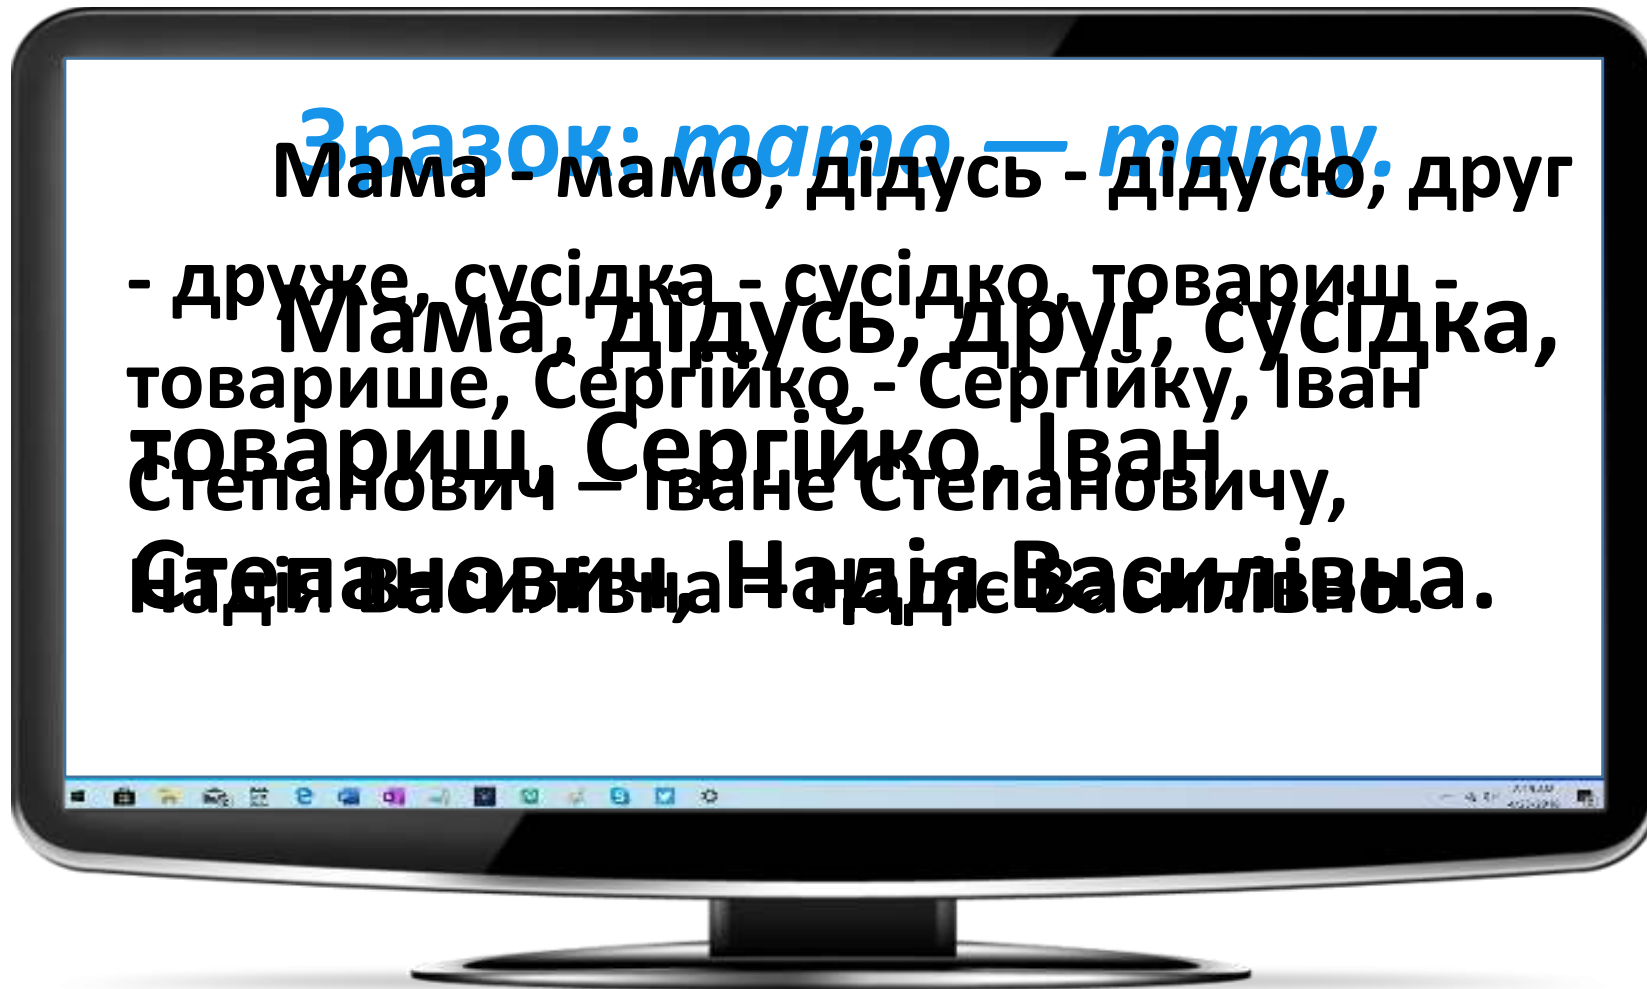 Зразок: тато — тату.
Мама, дідусь, друг, сусідка,
товариш, Сергійко, Іван
Степанович, Надія Василівна.
Мама - мамо, дідусь - дідусю, друг
- друже, сусідка - сусідко, товариш -
товарише, Сергійко - Сергійку, Іван
Степанович – Іване Степановичу,
Надія Василівна – Надіє Василівно.